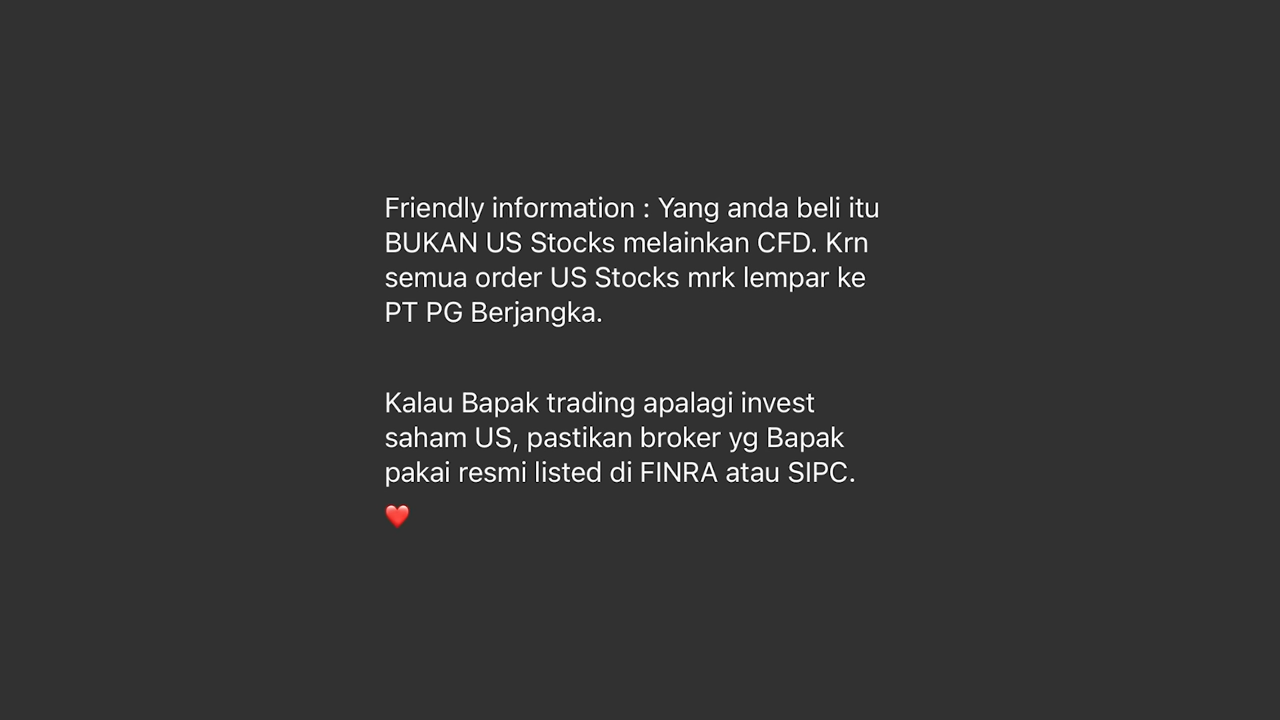 Friendly information : Yang anda beli itu
BUKAN US Stocks melainkan CFD. Krn
semua order US Stocks mrk lempar ke
PT PG Berjangka.
Kalau Bapak trading apalagi invest
saham US, pastikan broker yg Bapak
pakai resmi listed di FINRA atau SIPC.
❤️